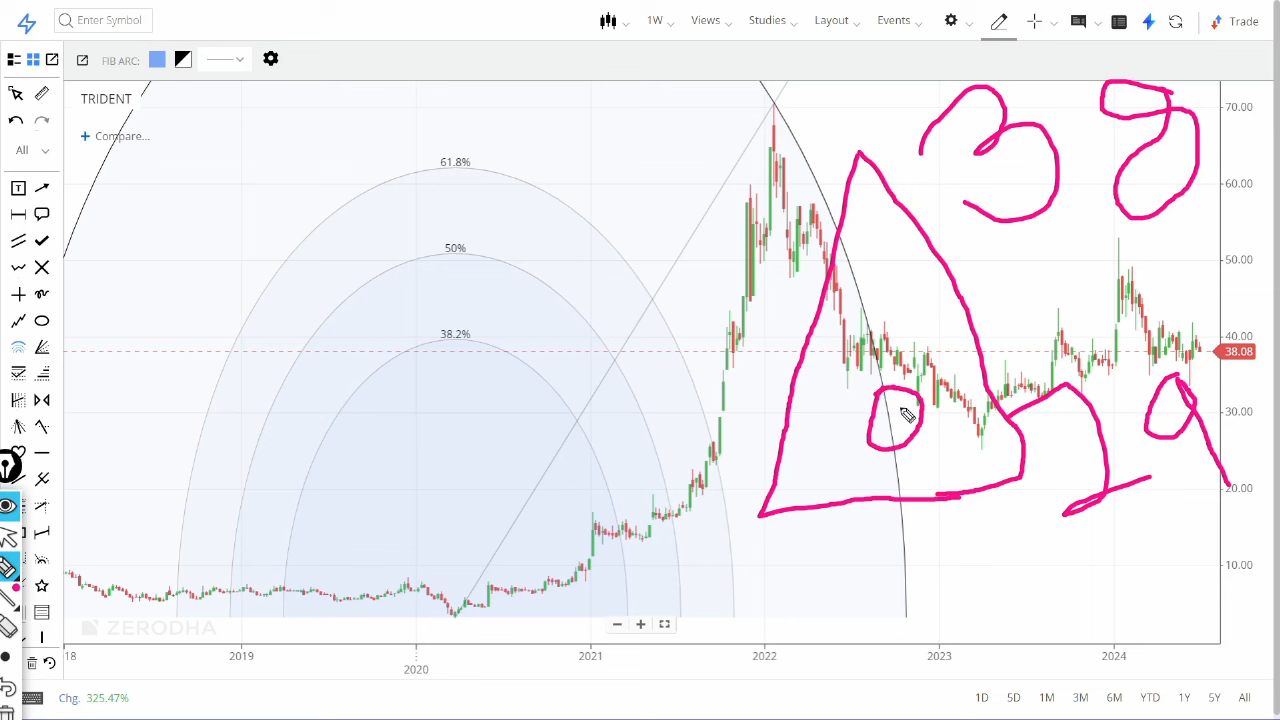 Enter Symbol 1W Views Studies Layout Events Trade
FIB ARC:
TRIDENT
+ Compare...
All
61.8%
50%
38.2%
70.00
60.00
50.00
40.00
38.08
30.00
20.00
10.00
ZERODHA
18 2019 2020 2021 2022 2023 2024
Chg. 325.47% 1D 5D 1M 3M 6M YTD 1Y 5Y All